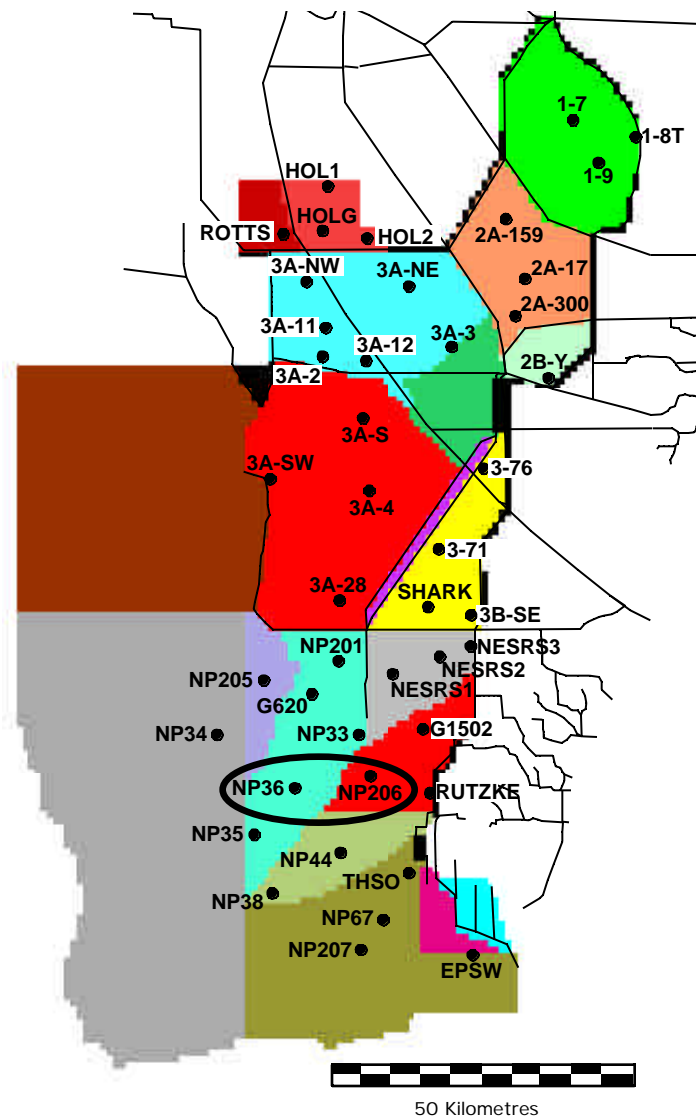 1-7
1-8T
1-9
HOL1
HOLG
ROTTS
HOL2
2A-159
3A-NW
3A-NE
2A-17
2A-300
3A-11
3A-12
3A-3
3A-2
2B-Y
3A-S
3A-SW
3-76
3A-4
3-71
3A-28
SHARK
3B-SE
NP201
NESRS3
NESRS2
NP205
NESRS1
G620
NP34
NP33
G1502
NP36
NP206
RUTZKE
NP35
NP44
THSO
NP38
NP67
NP207
EPSW
50 Kilometres